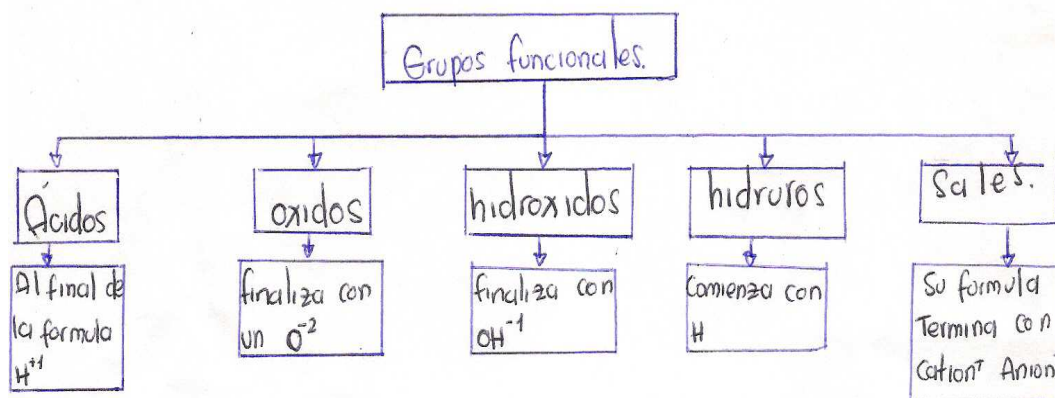 Grupos funcionales.
Ácidos
oxidos
hidroxidos
hidruros
Sales.
Al final de
la formula
H⁺¹
finaliza con
un O⁻²
finaliza con
OH⁻¹
Comienza con
H
Su formula
Termina con
Cation⁺ Anion⁻